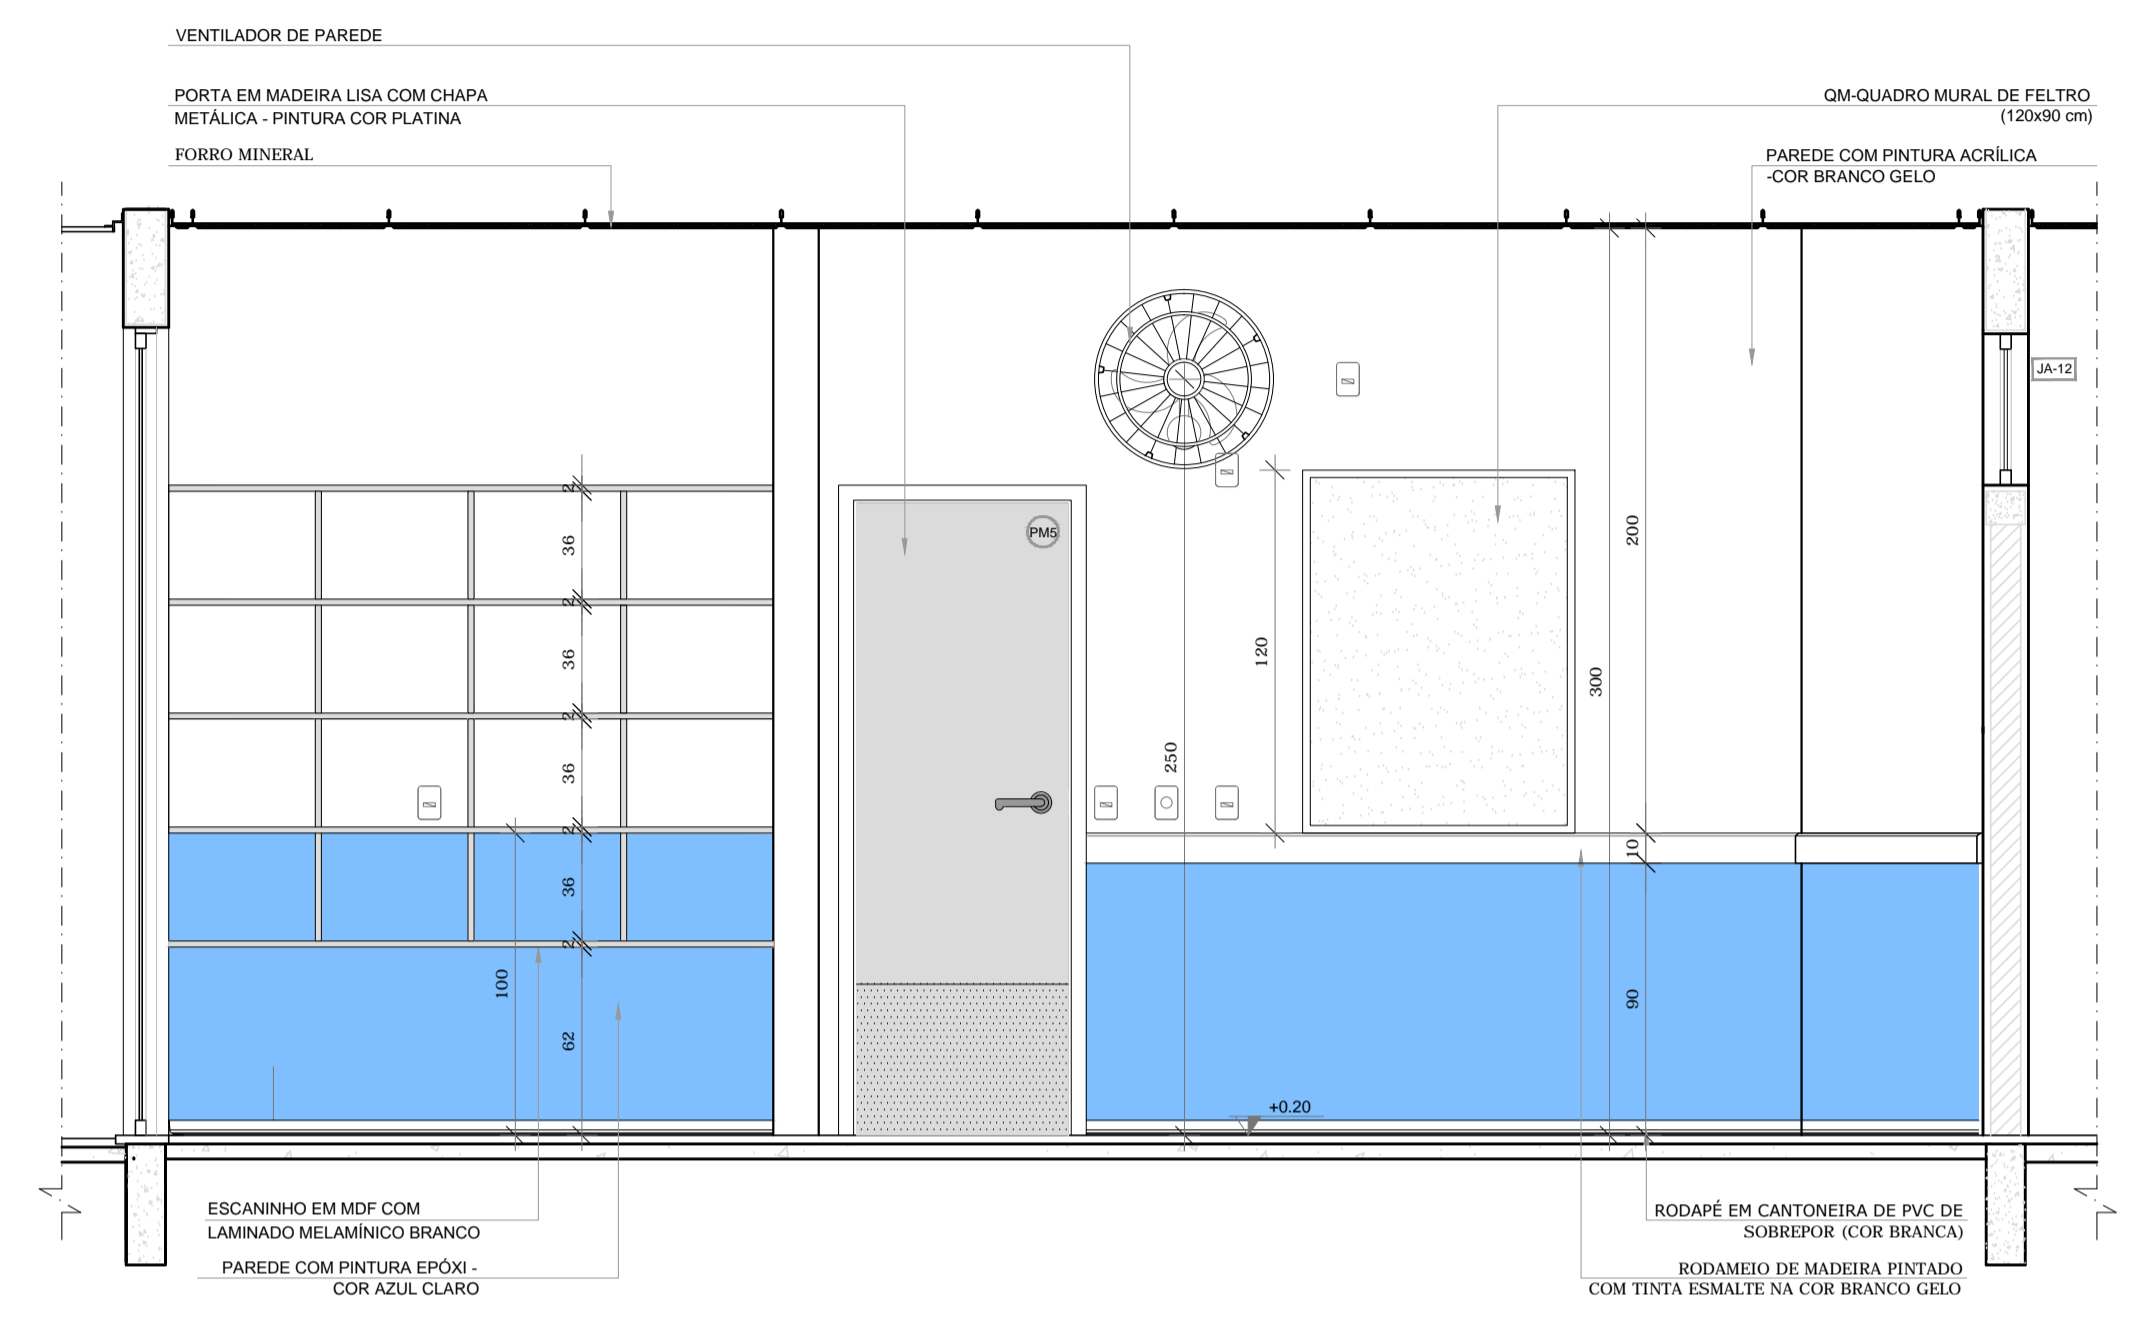 VENTILADOR DE PAREDE
PORTA EM MADEIRA LISA COM CHAPA
METÁLICA - PINTURA COR PLATINA
FORRO MINERAL
QM-QUADRO MURAL DE FELTRO
(120x90 cm)
PAREDE COM PINTURA ACRÍLICA
-COR BRANCO GELO
JA-12
PM5
2
36
2
36
2
36
2
36
2
62
100
250
120
300
200
10
90
+0.20
ESCANINHO EM MDF COM
LAMINADO MELAMÍNICO BRANCO
PAREDE COM PINTURA EPÓXI -
COR AZUL CLARO
RODAPÉ EM CANTONEIRA DE PVC DE
SOBREPOR (COR BRANCA)
RODAMEIO DE MADEIRA PINTADO
COM TINTA ESMALTE NA COR BRANCO GELO